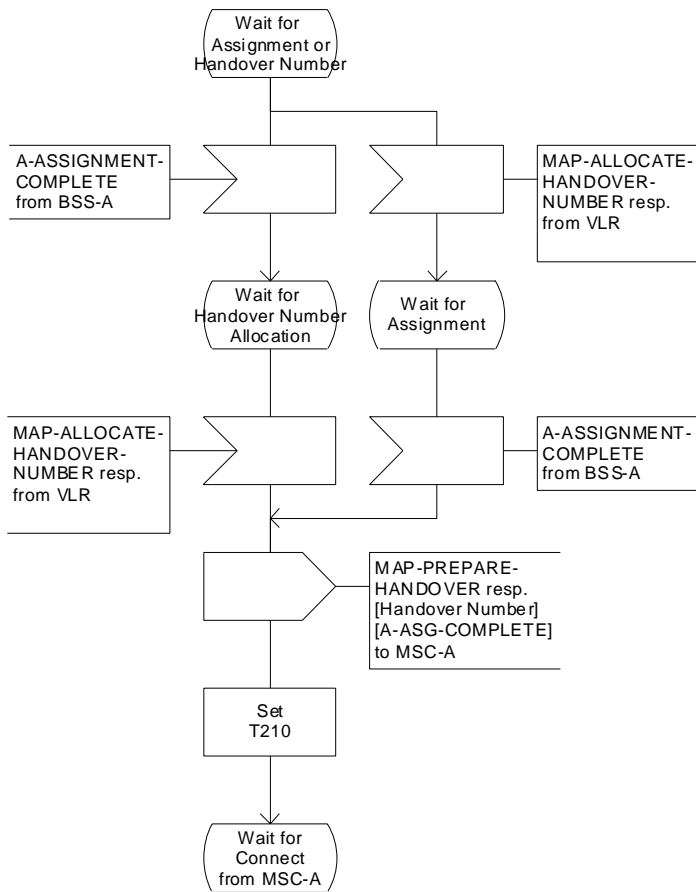 Wait for
Assignment or
Handover Number
A-ASSIGNMENT-
COMPLETE
from BSS-A
MAP-ALLOCATE-
HANDOVER-
NUMBER resp.
from VLR
Wait for
Handover Number
Allocation
Wait for
Assignment
MAP-ALLOCATE-
HANDOVER-
NUMBER resp.
from VLR
A-ASSIGNMENT-
COMPLETE
from BSS-A
MAP-PREPARE-
HANDOVER resp.
[Handover Number]
[A-ASG-COMPLETE]
to MSC-A
Set
T210
Wait for
Connect
from MSC-A